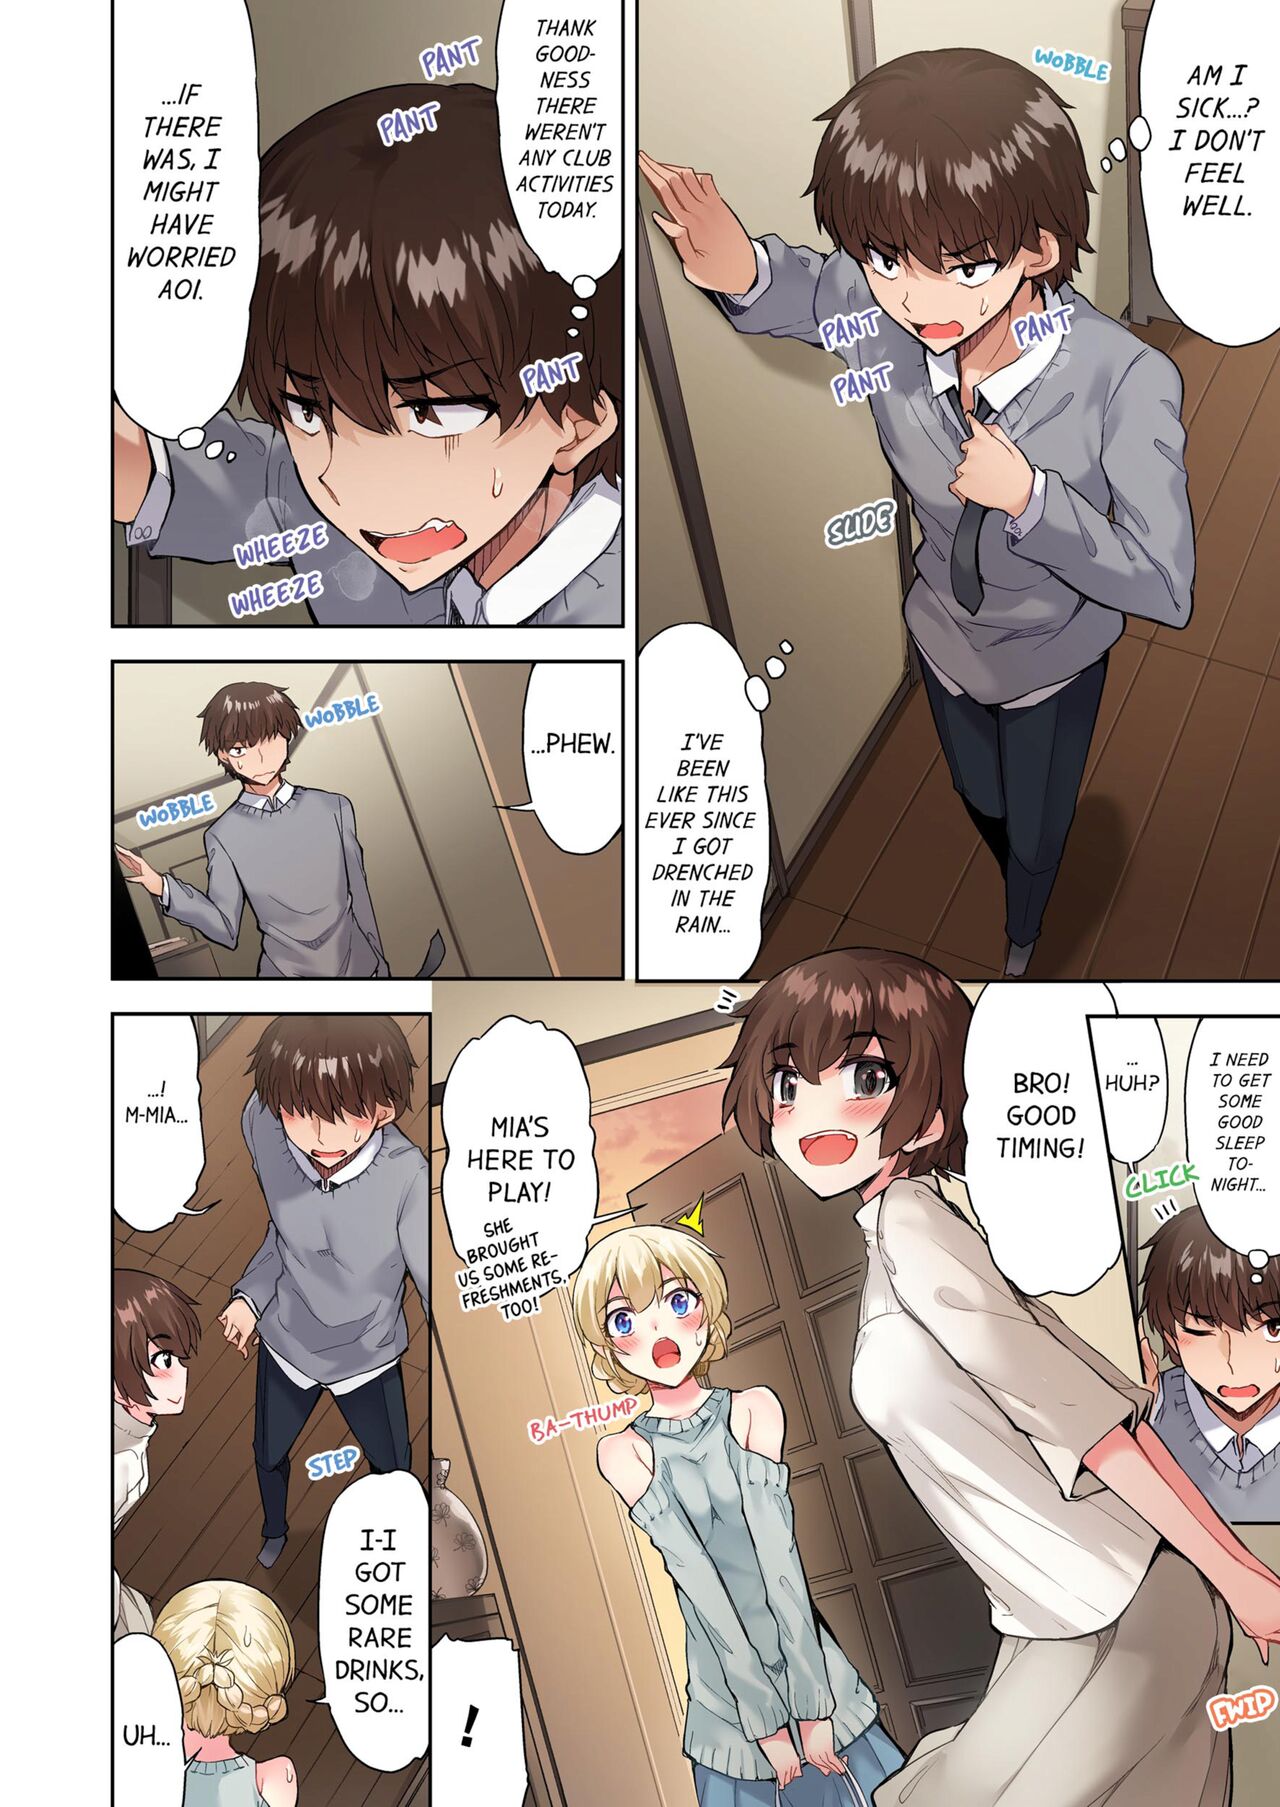 AM I
SICK...?
I DON'T
FEEL
WELL.
WOBBLE
PANT
PANT
PANT
SLIDE
I'VE
BEEN
LIKE THIS
EVER SINCE
I GOT
DRENCHED
IN THE
RAIN...
THANK
GOOD-
NESS
THERE
WEREN'T
ANY CLUB
ACTIVITIES
TODAY.
PANT
PANT
PANT
...IF
THERE
WAS, I
MIGHT
HAVE
WORRIED
AOI.
WHEEZE
WHEEZE
...PHEW.
WOBBLE
WOBBLE
I NEED
TO GET
SOME
GOOD
SLEEP
TO-
NIGHT...
CLICK
...
HUH?
BRO!
GOOD
TIMING!
MIA'S
HERE TO
PLAY!
SHE
BROUGHT
US SOME RE-
FRESHMENTS,
TOO!
BA-THUMP
FWIP
!
...!
M-MIA...
STEP
I-I
GOT
SOME
RARE
DRINKS,
SO...
UH...